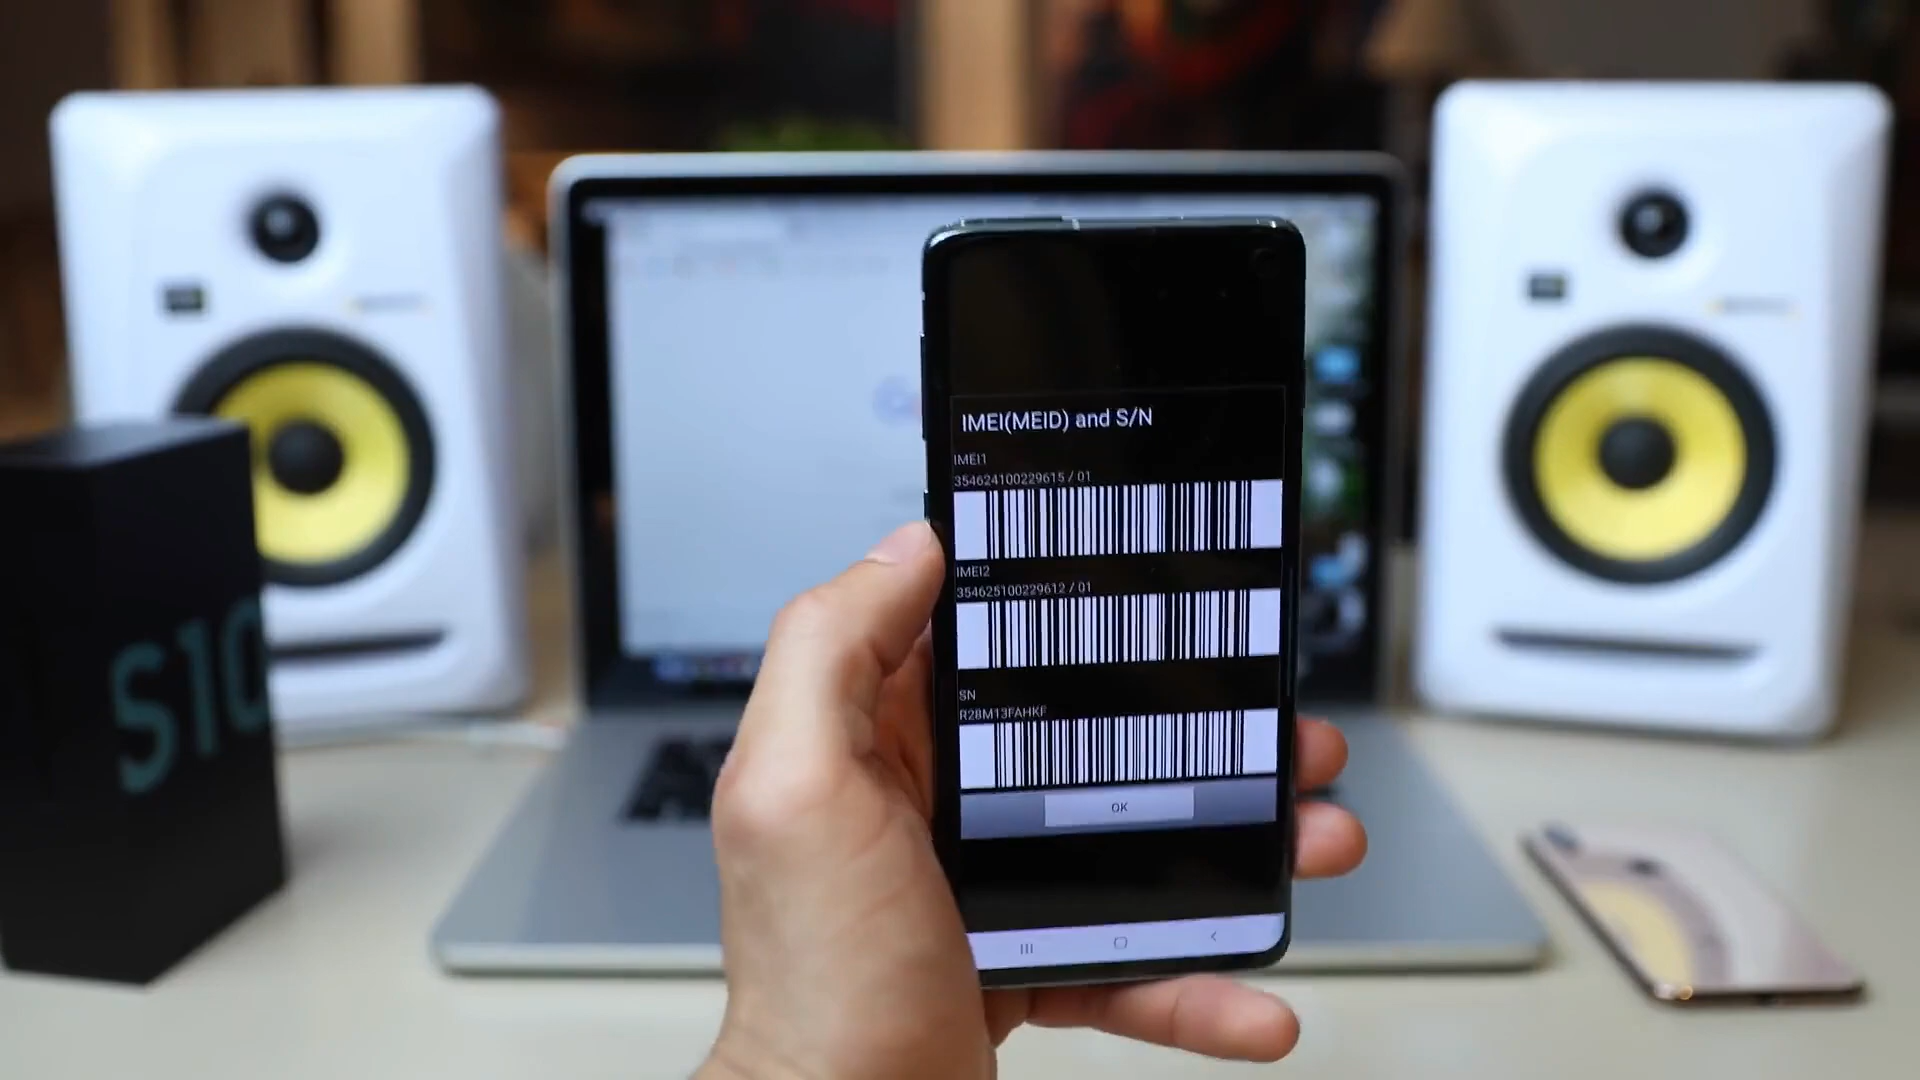 IMEI(MEID) and S/N
IMEI1
354624100229615 / 01
IMEI2
354625100229612 / 01
SN
R28M13FAHKF
OK
S10